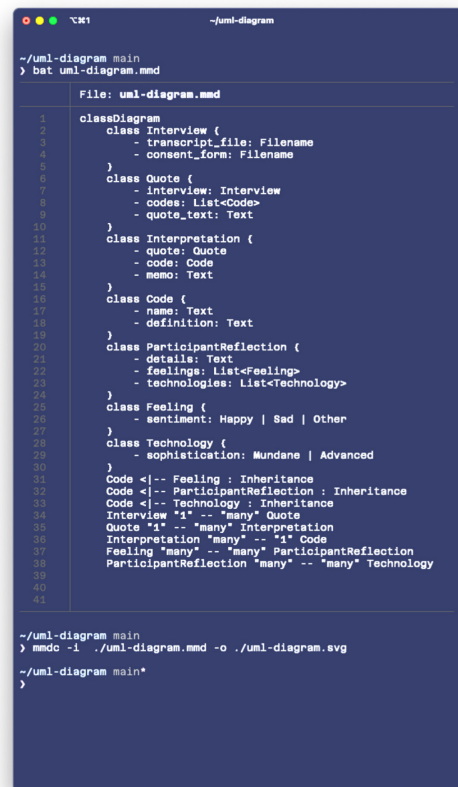 ⌥⌘1 ~/uml-diagram
~/uml-diagram main
❯ bat uml-diagram.mmd
File: uml-diagram.mmd
1 classDiagram
2 class Interview {
3 - transcript_file: Filename
4 - consent_form: Filename
5 }
6 class Quote {
7 - interview: Interview
8 - codes: List<Code>
9 - quote_text: Text
10 }
11 class Interpretation {
12 - quote: Quote
13 - code: Code
14 - memo: Text
15 }
16 class Code {
17 - name: Text
18 - definition: Text
19 }
20 class ParticipantReflection {
21 - details: Text
22 - feelings: List<Feeling>
23 - technologies: List<Technology>
24 }
25 class Feeling {
26 - sentiment: Happy | Sad | Other
27 }
28 class Technology {
29 - sophistication: Mundane | Advanced
30 }
31 Code <|-- Feeling : Inheritance
32 Code <|-- ParticipantReflection : Inheritance
33 Code <|-- Technology : Inheritance
34 Interview "1" -- "many" Quote
35 Quote "1" -- "many" Interpretation
36 Interpretation "many" -- "1" Code
37 Feeling "many" -- "many" ParticipantReflection
38 ParticipantReflection "many" -- "many" Technology
39
40
41
~/uml-diagram main
❯ mmdc -i ./uml-diagram.mmd -o ./uml-diagram.svg
~/uml-diagram main*
❯